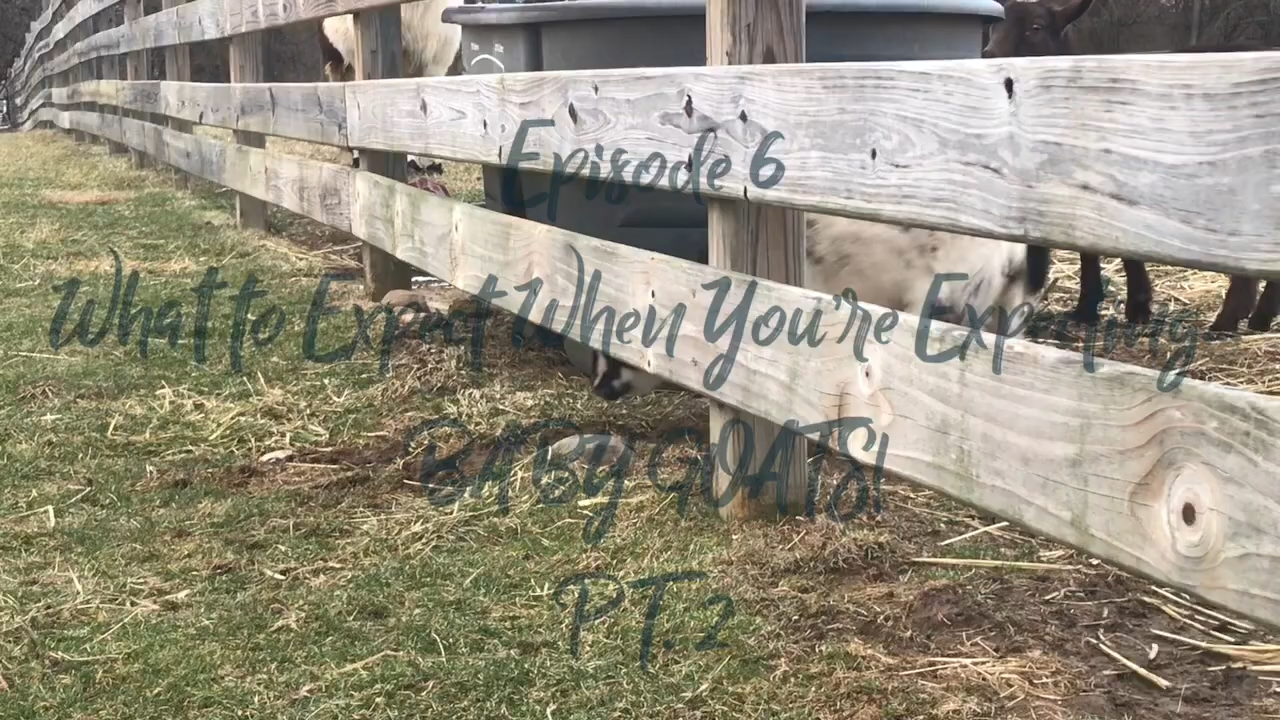 Episode 6
What to Expect When You're Expecting
BABY GOATS!
PT. 2